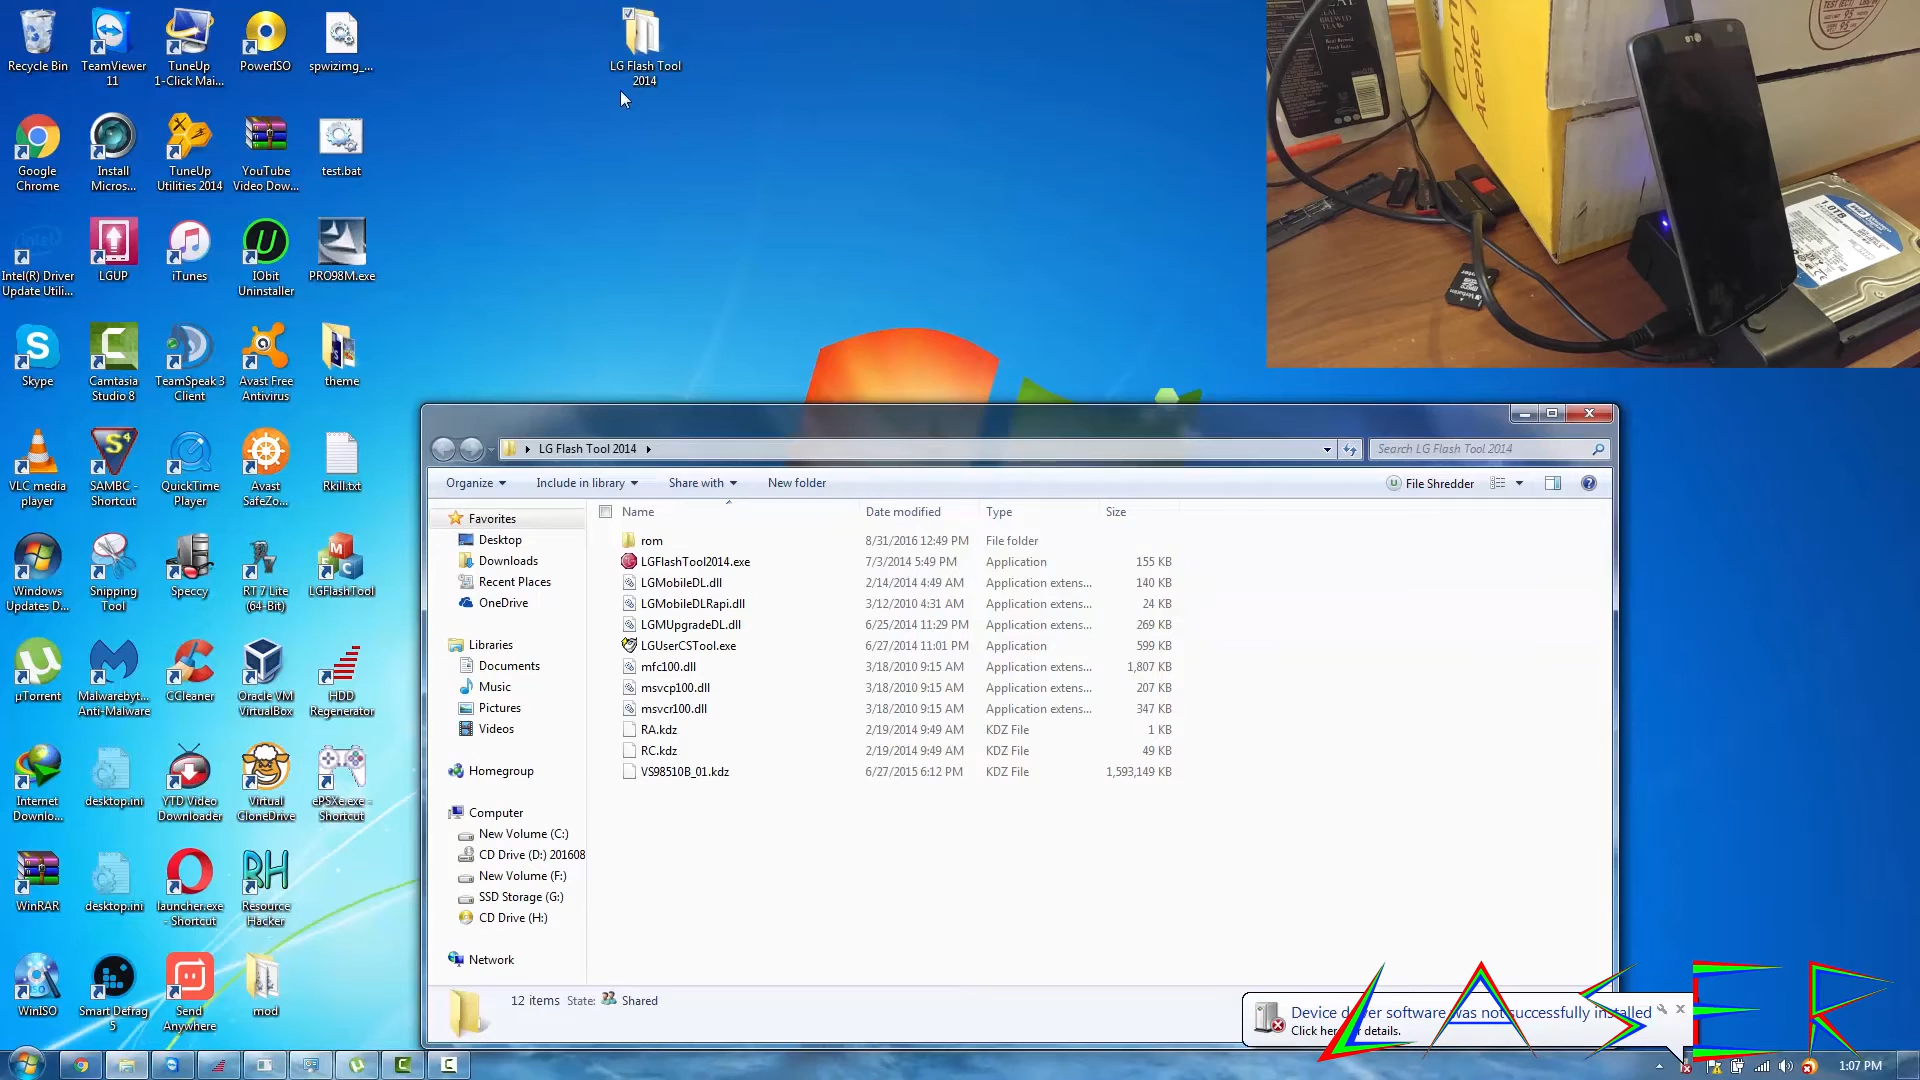 Recycle Bin
TeamViewer
11
TuneUp
1-Click Mai...
PowerISO
spwizimg_...
LG Flash Tool
2014
Google
Chrome
Install
Micros...
TuneUp
Utilities 2014
YouTube
Video Dow...
test.bat
Intel(R) Driver
Update Utili...
LGUP
iTunes
IObit
Uninstaller
PRO98M.exe
Skype
Camtasia
Studio 8
TeamSpeak 3
Client
Avast Free
Antivirus
theme
VLC media
player
SAMBC -
Shortcut
QuickTime
Player
Avast
SafeZo...
Rkill.txt
Windows
Updates D...
Snipping
Tool
Speccy
RT 7 Lite
(64-Bit)
LGFlashTool
µTorrent
Malwarebyt...
Anti-Malware
CCleaner
Oracle VM
VirtualBox
HDD
Regenerator
Internet
Downlo...
desktop.ini
YTD Video
Downloader
Virtual
CloneDrive
ePSXe.exe -
Shortcut
WinRAR
desktop.ini
launcher.exe
- Shortcut
Resource
Hacker
WinISO
Smart Defrag
5
Send
Anywhere
mod
LG Flash Tool 2014
Search LG Flash Tool 2014
Organize
Include in library
Share with
New folder
File Shredder
Name
Date modified
Type
Size
Favorites
Desktop
Downloads
Recent Places
OneDrive
Libraries
Documents
Music
Pictures
Videos
Homegroup
Computer
New Volume (C:)
CD Drive (D:) 201608
New Volume (F:)
SSD Storage (G:)
CD Drive (H:)
Network
rom 8/31/2016 12:49 PM File folder
LGFlashTool2014.exe 7/3/2014 5:49 PM Application 155 KB
LGMobileDL.dll 2/14/2014 4:49 AM Application extens... 140 KB
LGMobileDLRapi.dll 3/12/2010 4:31 AM Application extens... 24 KB
LGMUpgradeDL.dll 6/25/2014 11:29 PM Application extens... 269 KB
LGUserCSTool.exe 6/27/2014 11:01 PM Application 599 KB
mfc100.dll 3/18/2010 9:15 AM Application extens... 1,807 KB
msvcp100.dll 3/18/2010 9:15 AM Application extens... 207 KB
msvcr100.dll 3/18/2010 9:15 AM Application extens... 347 KB
RA.kdz 2/19/2014 9:49 AM KDZ File 1 KB
RC.kdz 2/19/2014 9:49 AM KDZ File 49 KB
VS98510B_01.kdz 6/27/2015 6:12 PM KDZ File 1,593,149 KB
12 items State: Shared
Device driver software was not successfully installed
Click here for details.
LASER
1:07 PM
Corn
Aceite
1.0TB
Verbatim